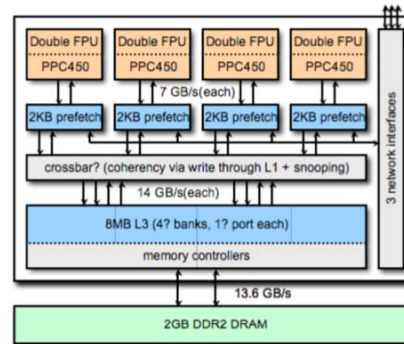 Double FPU
PPC450
Double FPU
PPC450
Double FPU
PPC450
Double FPU
PPC450
7 GB/s(each)
2KB prefetch
2KB prefetch
2KB prefetch
2KB prefetch
crossbar? (coherency via write through L1 + snooping)
14 GB/s(each)
8MB L3 (4? banks, 1? port each)
memory controllers
3 network interfaces
13.6 GB/s
2GB DDR2 DRAM